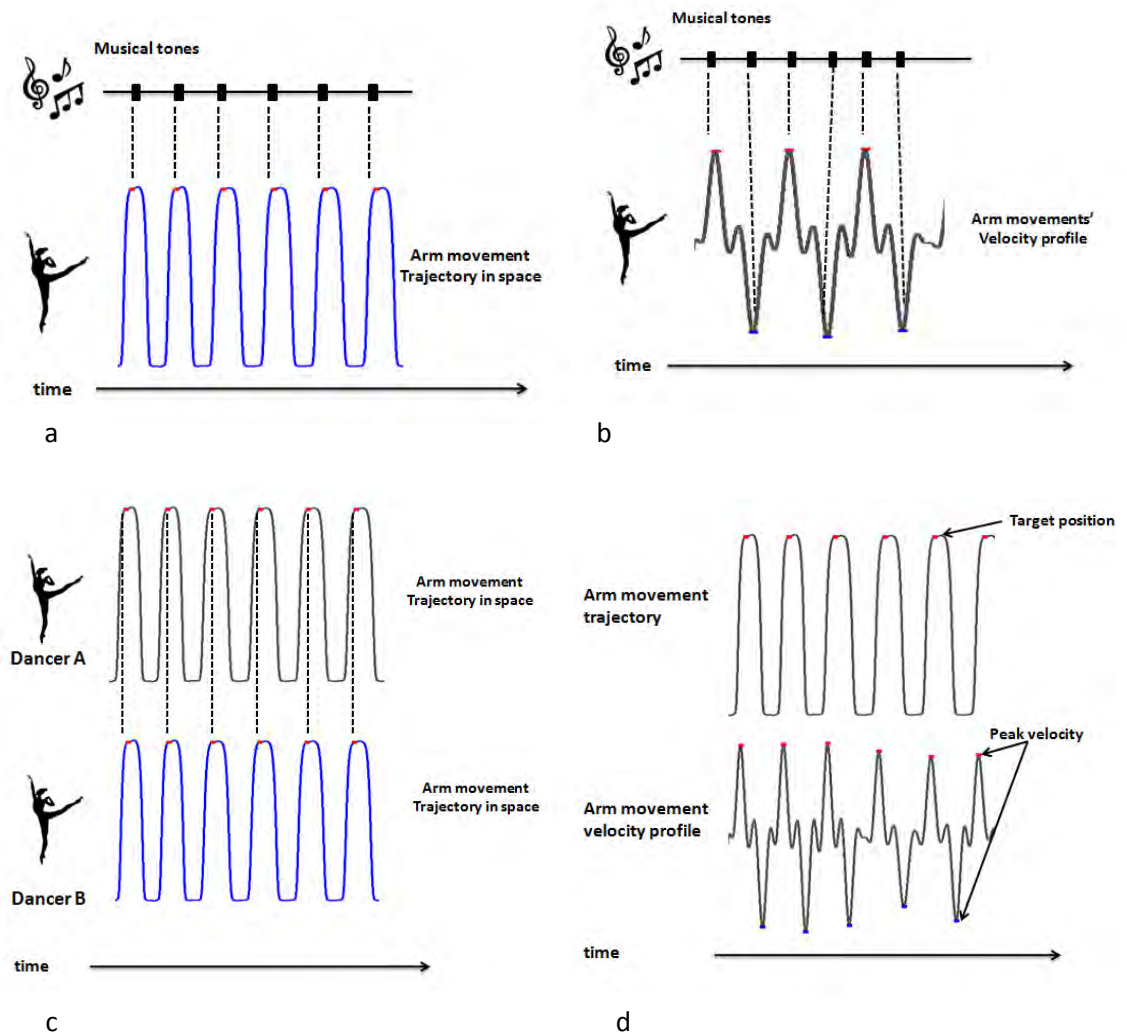 Musical tones
Arm movement
Trajectory in space
time
a
Musical tones
Arm movements'
Velocity profile
time
b
Arm movement
Trajectory in space
Dancer A
Arm movement
Trajectory in space
Dancer B
time
c
Target position
Arm movement
trajectory
Peak velocity
Arm movement
velocity profile
time
d